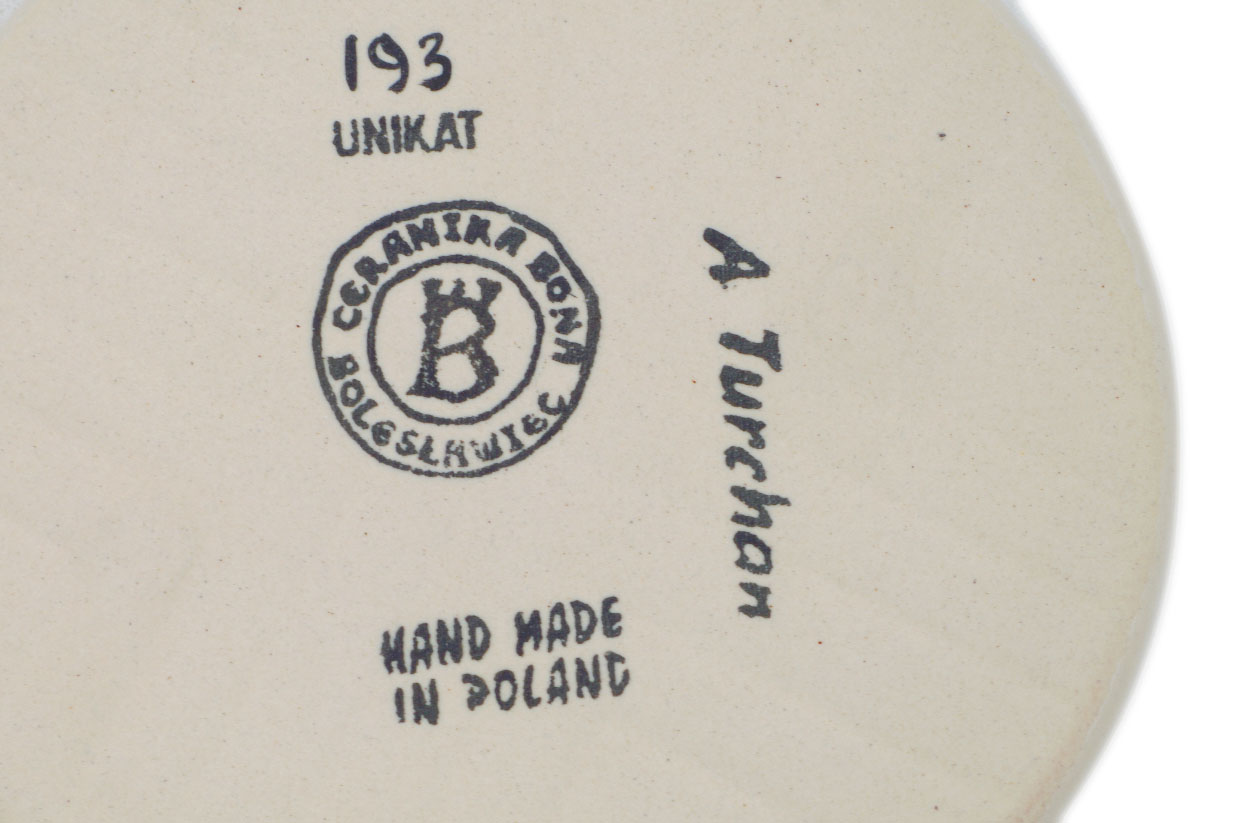 193
UNIKAT
CERAMIKA BONA
BOLESŁAWIEC
B
A Turchan
HAND MADE
IN POLAND